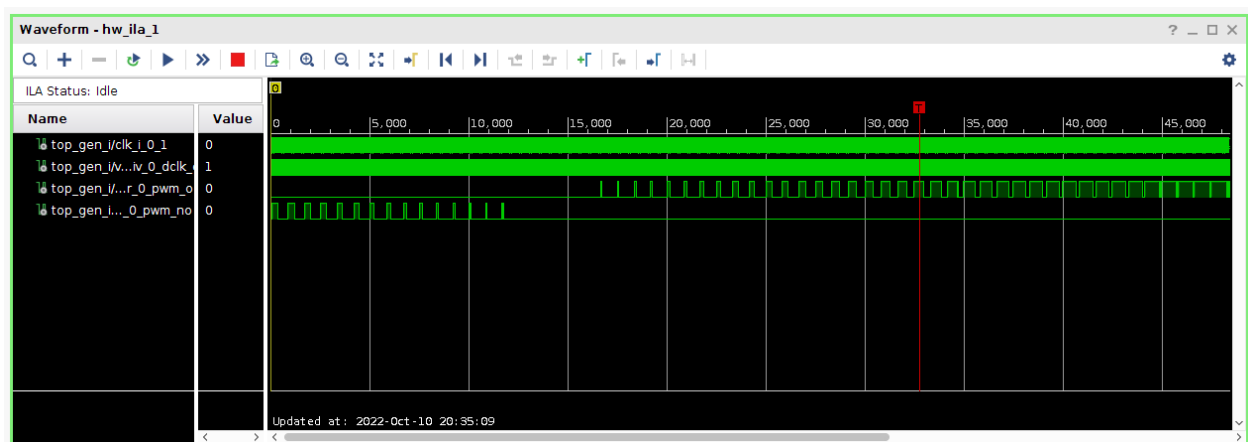 Waveform - hw_ila_1
ILA Status: Idle
Name Value
top_gen_i/clk_i_0_1 0
top_gen_i/v...iv_0_dclk_ 1
top_gen_i/...r_0_pwm_o 0
top_gen_i..._0_pwm_no 0
0
T
0 5,000 10,000 15,000 20,000 25,000 30,000 35,000 40,000 45,000
Updated at: 2022-Oct-10 20:35:09